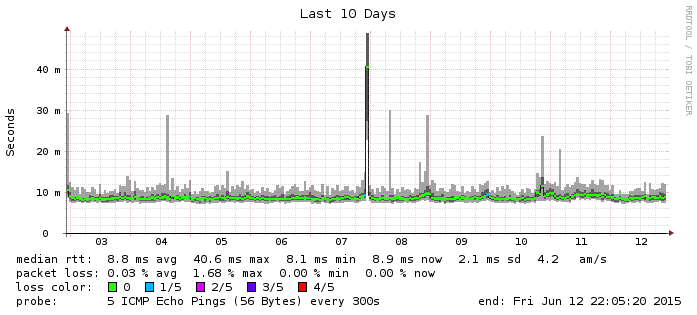 Last 10 Days
RRDTOOL / TOBI OETIKER
Seconds
40 m
30 m
20 m
10 m
0
03 04 05 06 07 08 09 10 11 12
median rtt: 8.8 ms avg 40.6 ms max 8.1 ms min 8.9 ms now 2.1 ms sd 4.2 am/s
packet loss: 0.03 % avg 1.68 % max 0.00 % min 0.00 % now
loss color: 0 1/5 2/5 3/5 4/5
probe: 5 ICMP Echo Pings (56 Bytes) every 300s end: Fri Jun 12 22:05:20 2015